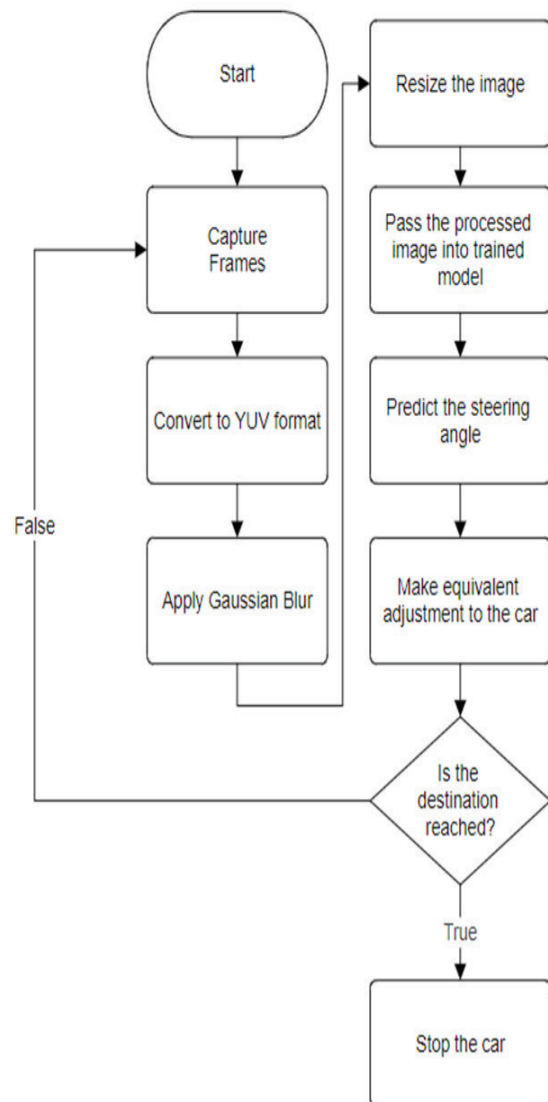 Start
Capture
Frames
Convert to YUV format
Apply Gaussian Blur
Resize the image
Pass the processed
image into trained
model
Predict the steering
angle
Make equivalent
adjustment to the car
Is the
destination
reached?
False
True
Stop the car